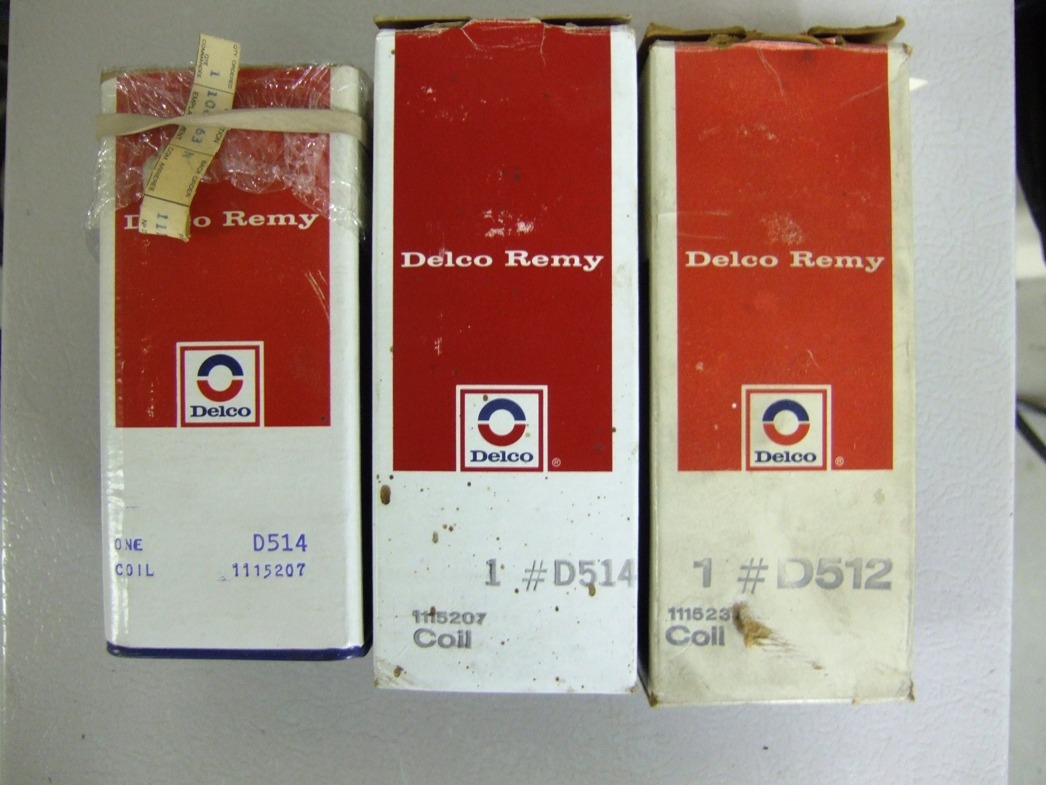 Delco Remy
Delco
ONE D514
COIL 1115207
Delco Remy
Delco ®
1 #D514
1115207
Coil
Delco Remy
Delco ®
1 #D512
111523
Coil